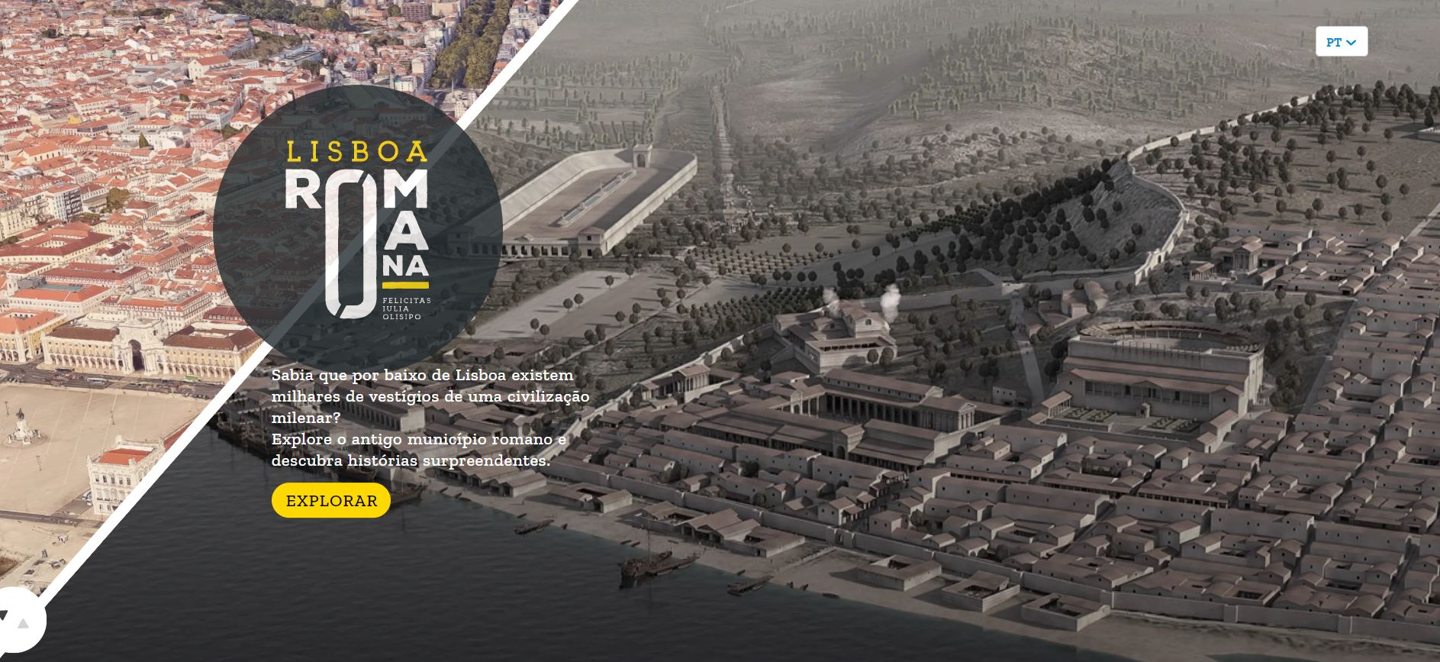 PT
LISBOA
ROMANA
FELICITAS
IULIA
OLISIPO
Sabia que por baixo de Lisboa existem
milhares de vestígios de uma civilização
milenar?
Explore o antigo município romano e
descubra histórias surpreendentes.
EXPLORAR